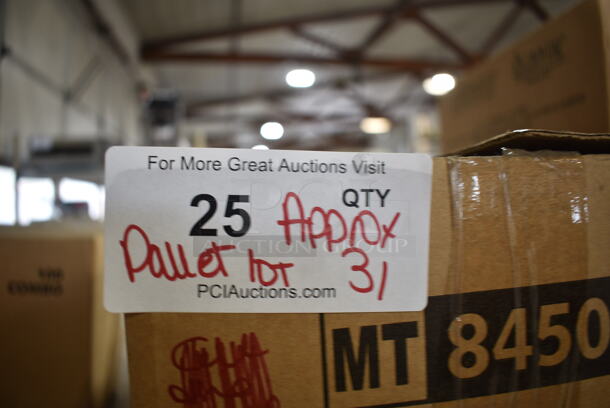 For More Great Auctions Visit
25 QTY
Approx
Pallet lot 31
PCIAuctions.com
MT 8450